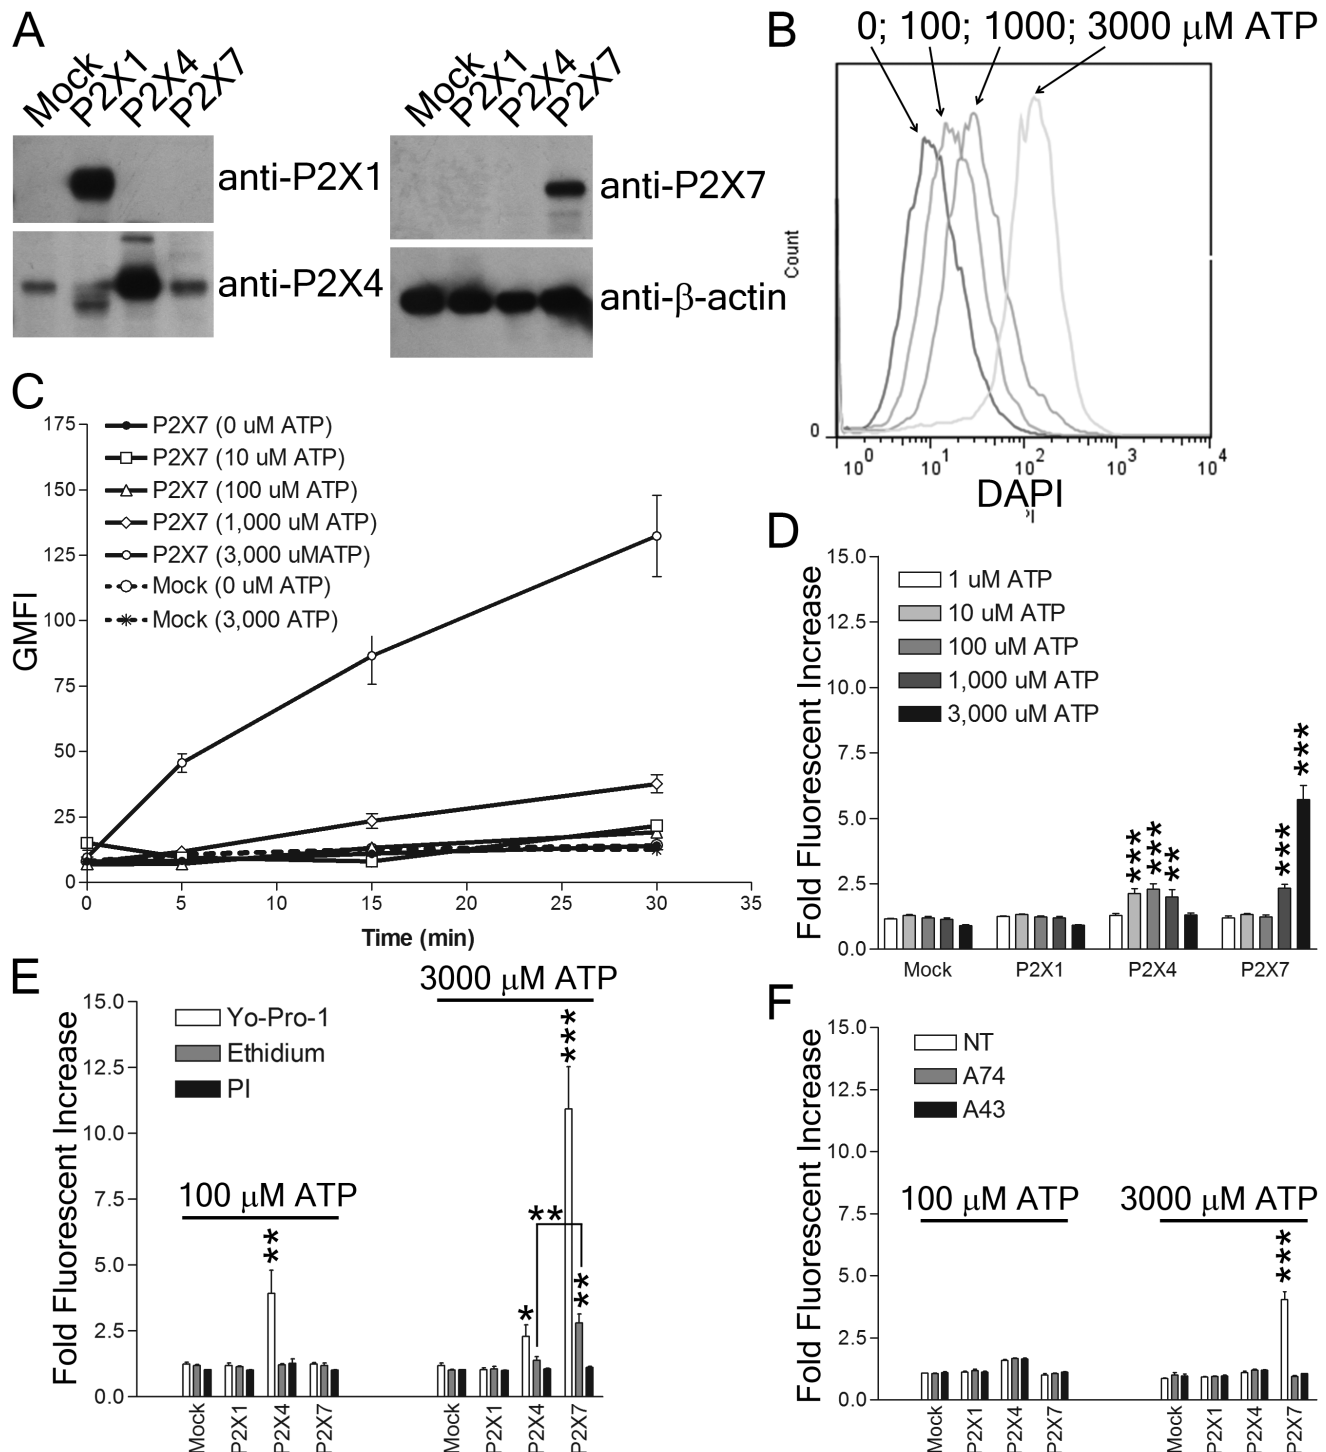 A
Mock
P2X1
P2X4
P2X7
anti-P2X1
anti-P2X4
Mock
P2X1
P2X4
P2X7
anti-P2X7
anti-β-actin
B
0; 100; 1000; 3000 μM ATP
Count
0
10^0 10^1 10^2 10^3 10^4
DAPI
C
GMFI
175
150
125
100
75
50
25
0
0 5 10 15 20 25 30 35
Time (min)
P2X7 (0 uM ATP)
P2X7 (10 uM ATP)
P2X7 (100 uM ATP)
P2X7 (1,000 uM ATP)
P2X7 (3,000 uMATP)
Mock (0 uM ATP)
Mock (3,000 ATP)
D
Fold Fluorescent Increase
15.0
12.5
10.0
7.5
5.0
2.5
0.0
1 uM ATP
10 uM ATP
100 uM ATP
1,000 uM ATP
3,000 uM ATP
*** *** ** *** ***
Mock P2X1 P2X4 P2X7
E
Fold Fluorescent Increase
15.0
12.5
10.0
7.5
5.0
2.5
0.0
Yo-Pro-1
Ethidium
PI
100 μM ATP
3000 μM ATP
** * ** *** **
Mock P2X1 P2X4 P2X7 Mock P2X1 P2X4 P2X7
F
Fold Fluorescent Increase
15.0
12.5
10.0
7.5
5.0
2.5
0.0
NT
A74
A43
100 μM ATP
3000 μM ATP
***
Mock P2X1 P2X4 P2X7 Mock P2X1 P2X4 P2X7